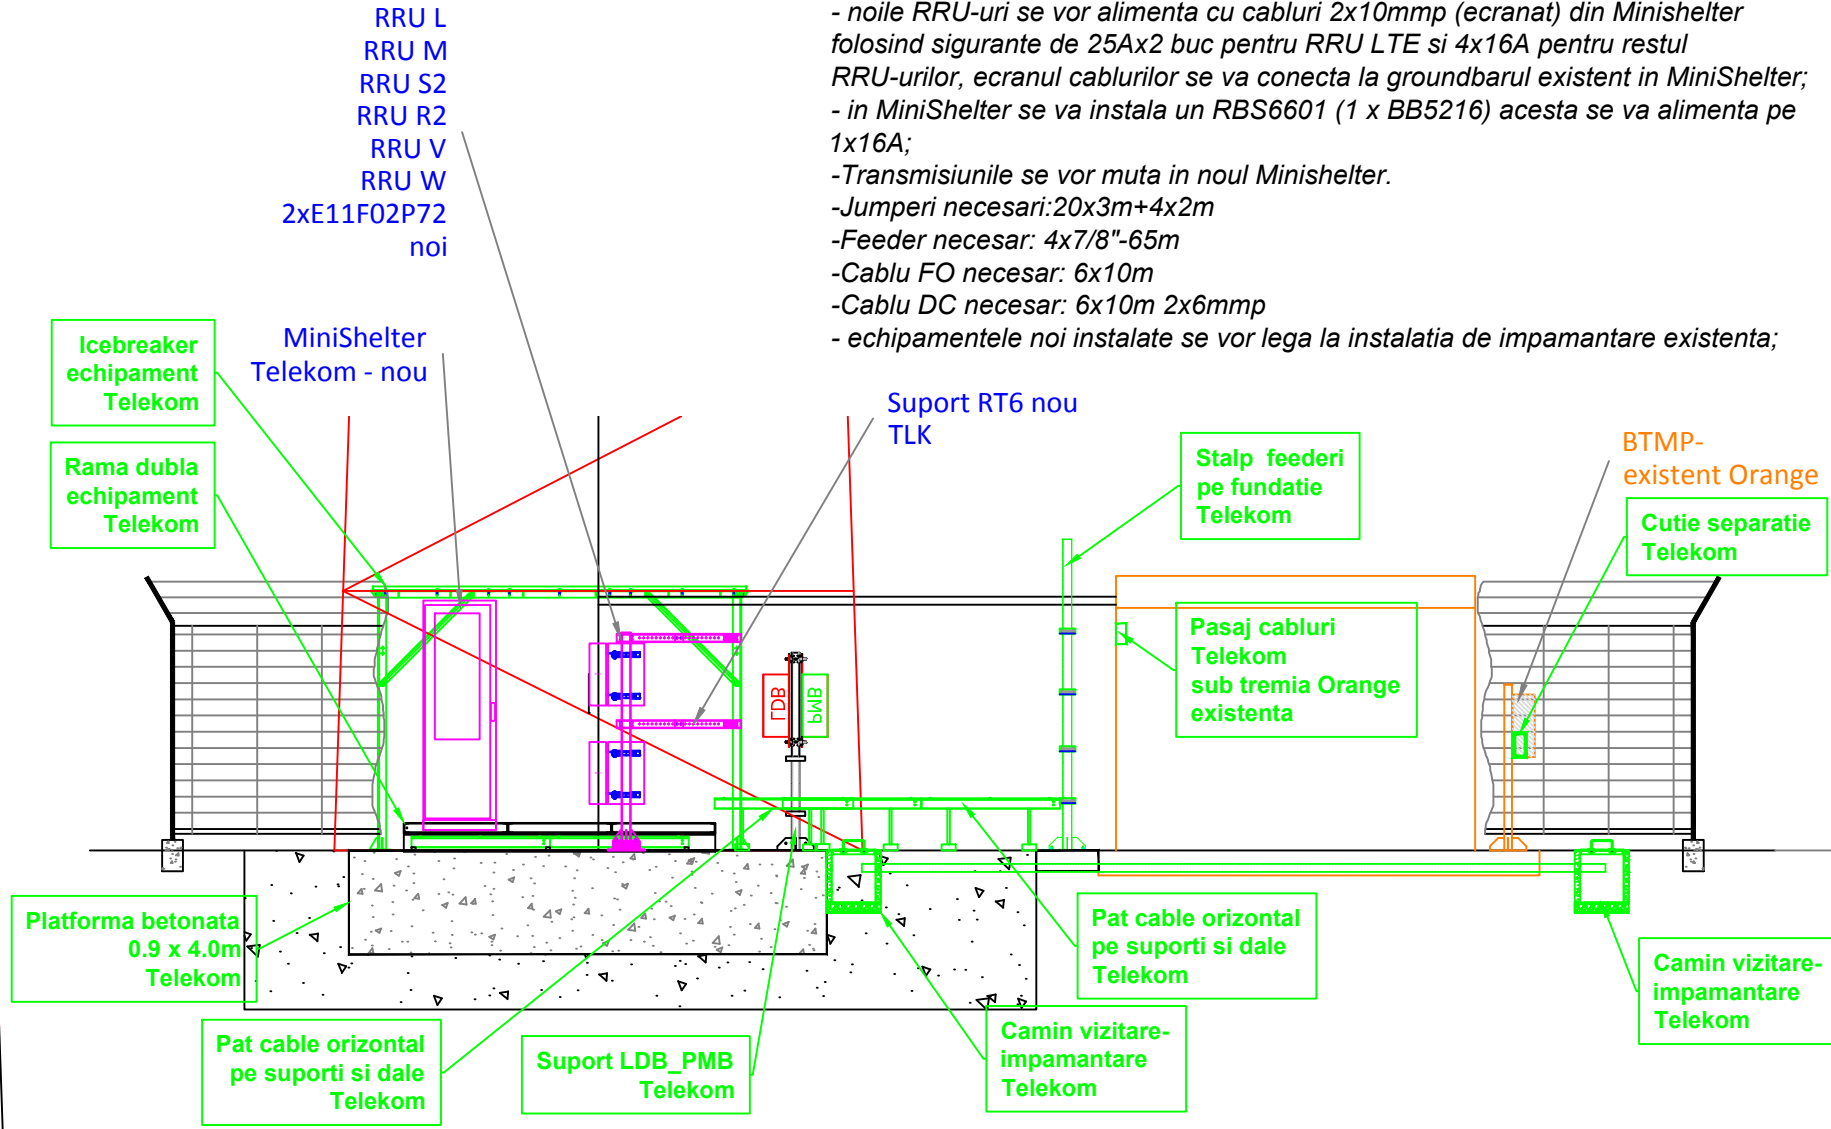 RRU L
RRU M
RRU S2
RRU R2
RRU V
RRU W
2xE11F02P72
noi
- noile RRU-uri se vor alimenta cu cabluri 2x10mmp (ecranat) din Minishelter
folosind sigurante de 25Ax2 buc pentru RRU LTE si 4x16A pentru restul
RRU-urilor, ecranul cablurilor se va conecta la groundbarul existent in MiniShelter;
- in MiniShelter se va instala un RBS6601 (1 x BB5216) acesta se va alimenta pe
1x16A;
-Transmisiunile se vor muta in noul Minishelter.
-Jumperi necesari:20x3m+4x2m
-Feeder necesar: 4x7/8"-65m
-Cablu FO necesar: 6x10m
-Cablu DC necesar: 6x10m 2x6mmp
- echipamentele noi instalate se vor lega la instalatia de impamantare existenta;
Icebreaker
echipament
Telekom
MiniShelter
Telekom - nou
Suport RT6 nou
TLK
Rama dubla
echipament
Telekom
Stalp feederi
pe fundatie
Telekom
BTMP-
existent Orange
Cutie separatie
Telekom
Pasaj cabluri
Telekom
sub tremia Orange
existenta
LDB
PMB
Platforma betonata
0.9 x 4.0m
Telekom
Pat cable orizontal
pe suporti si dale
Telekom
Camin vizitare-
impamantare
Telekom
Pat cable orizontal
pe suporti si dale
Telekom
Suport LDB_PMB
Telekom
Camin vizitare-
impamantare
Telekom